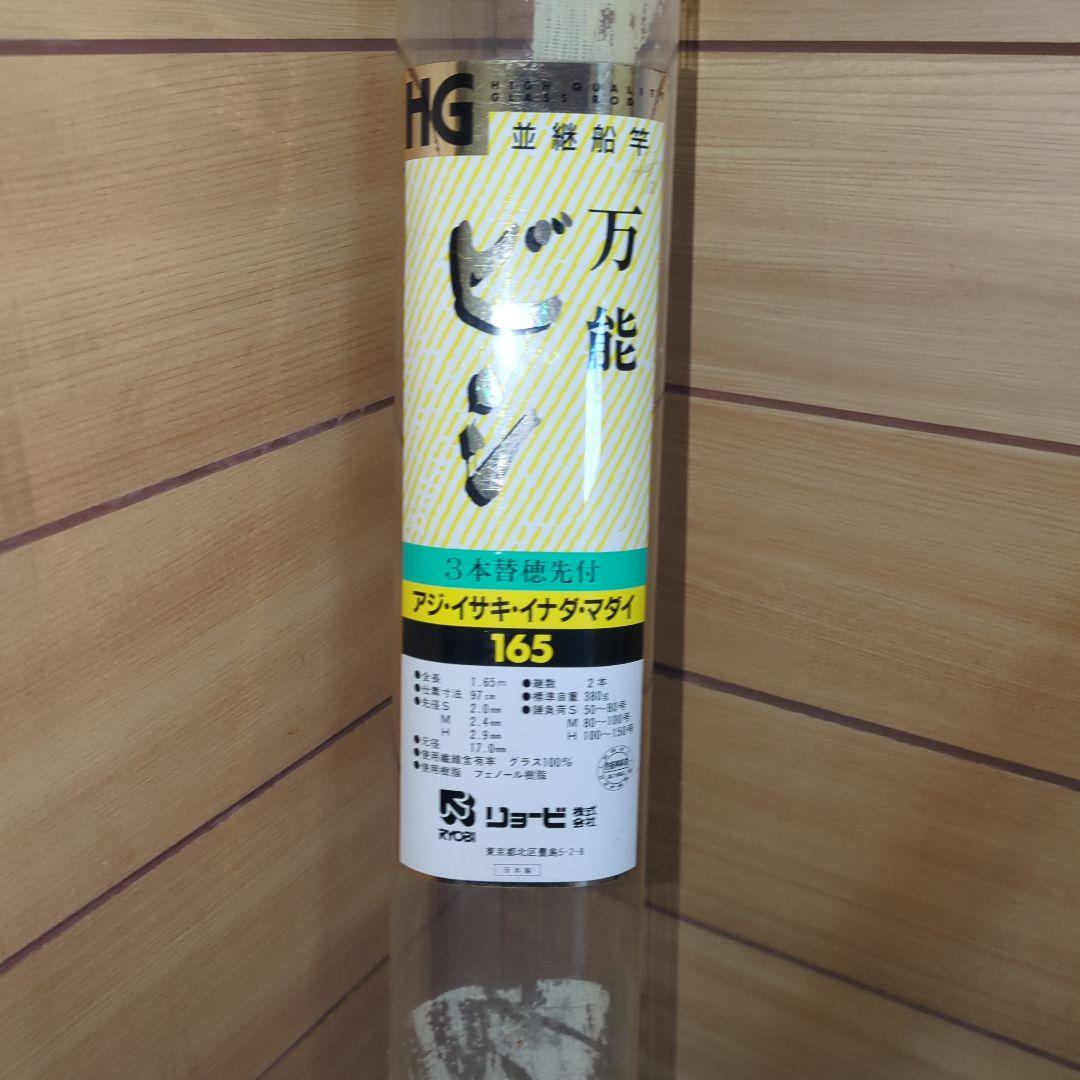 HG
HIGH QUALITY
GLASS ROD
並継船竿
万能
ビシ
3本替穂先付
アジ・イサキ・イナダ・マダイ
165
●全長 1.65m
●仕舞寸法 97cm
●先径S 2.0mm
M 2.4mm
H 2.9mm
●元径 17.0mm
●使用繊維含有率 グラス100%
●使用樹脂 フェノール樹脂
●継数 2本
●標準自重 380g
●錘負荷S 50〜80号
M 80〜100号
H 100〜150号
RYOBI
リョービ株式会社
東京都北区豊島5-2-8
日本製